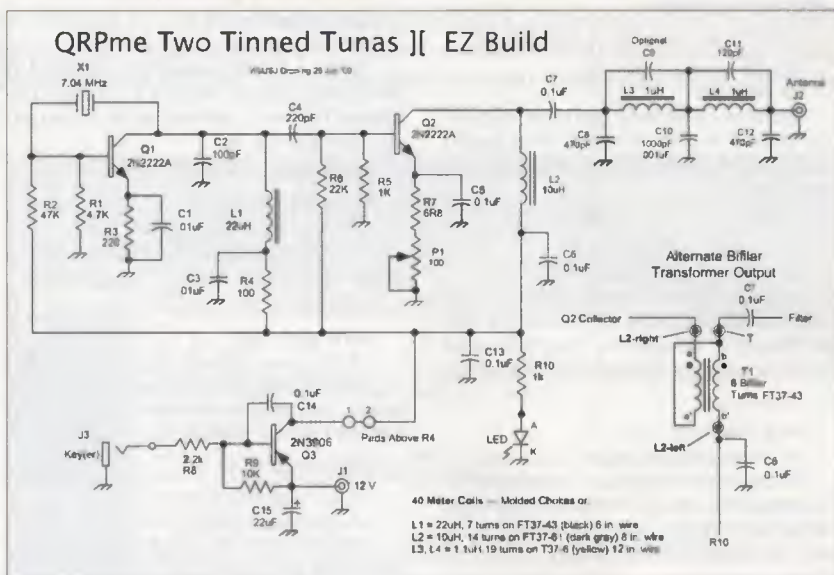 QRPme Two Tinned Tunas ][ EZ Build
X1
7.04 MHz
Q1
2N2222A
R2
47K
R1
4.7K
R3
220
C1
.01uF
C2
100pF
C4
220pF
L1
22uH
C3
.01uF
R4
100
R6
22K
R5
1K
Q2
2N2222A
R7
6R8
P1
100
C5
0.1uF
L2
10uH
C6
0.1uF
C7
0.1uF
Optional
C9
L3 1uH
C11
120pF
L4 1uH
Antenna
J2
C8
470pF
C10
1000pF
.001uF
C12
470pF
C13
0.1uF
R10
1k
LED
A
K
J3
Key(er)
2.2k
R8
0.1uF
C14
2N3906
Q3
R9
10K
C15
22uF
J1
12 V
1 2
Pads Above R4
Alternate Bifilar
Transformer Output
C7
0.1uF
Q2 Collector
Filter
L2-right
T
a
b
a'
b'
T1
8 Bifilar
Turns FT37-43
L2-left
C6
0.1uF
R10
40 Meter Coils — Molded Chokes or
L1 = 22uH, 7 turns on FT37-43 (black) 6 in. wire
L2 = 10uH, 14 turns on FT37-61 (dark gray) 8 in. wire
L3, L4 = 1.1uH 19 turns on T37-6 (yellow) 12 in. wire